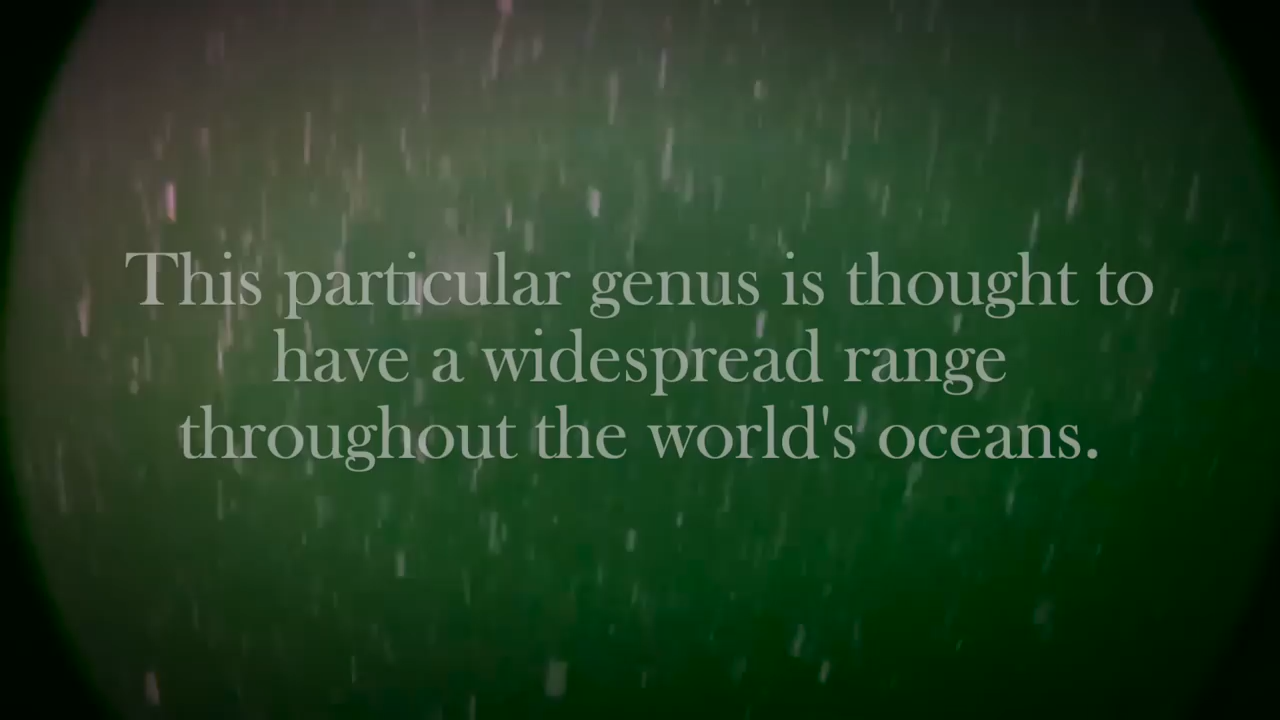 This particular genus is thought to
have a widespread range
throughout the world's oceans.